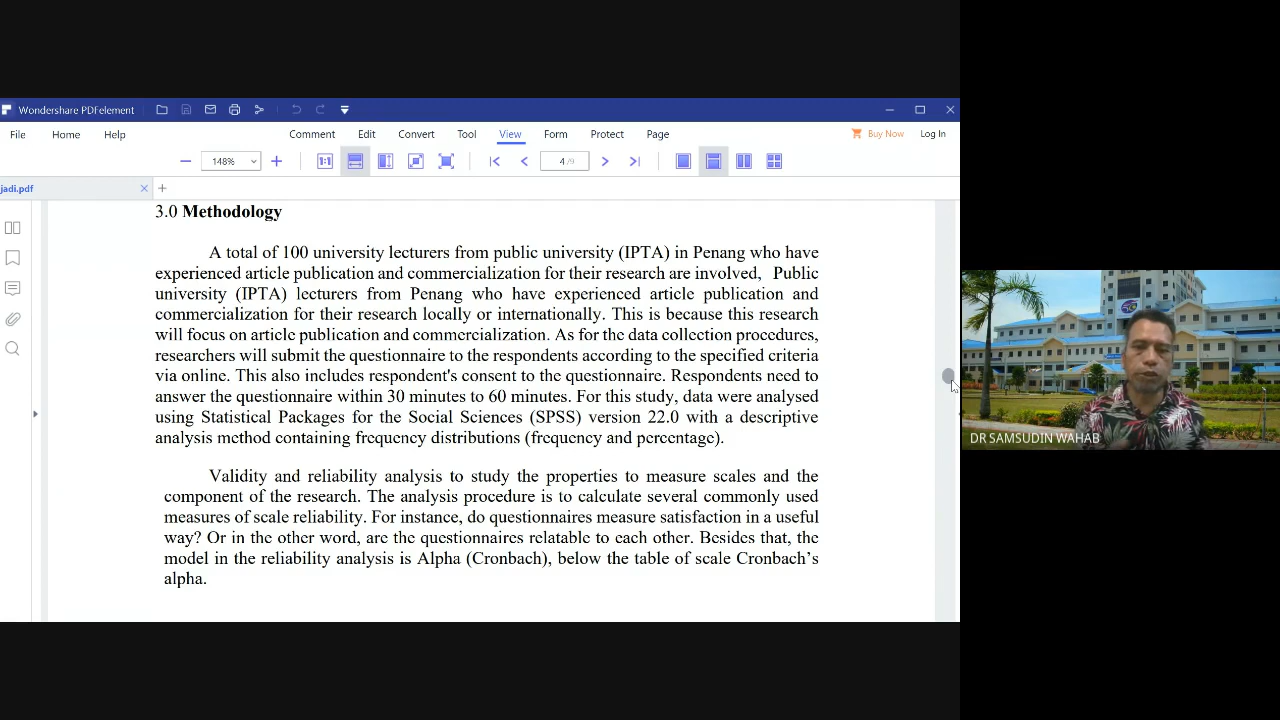 Wondershare PDFelement
File Home Help Comment Edit Convert Tool View Form Protect Page Buy Now Log In
148% 1:1 4 /9
jadi.pdf
3.0 Methodology
A total of 100 university lecturers from public university (IPTA) in Penang who have
experienced article publication and commercialization for their research are involved, Public
university (IPTA) lecturers from Penang who have experienced article publication and
commercialization for their research locally or internationally. This is because this research
will focus on article publication and commercialization. As for the data collection procedures,
researchers will submit the questionnaire to the respondents according to the specified criteria
via online. This also includes respondent's consent to the questionnaire. Respondents need to
answer the questionnaire within 30 minutes to 60 minutes. For this study, data were analysed
using Statistical Packages for the Social Sciences (SPSS) version 22.0 with a descriptive
analysis method containing frequency distributions (frequency and percentage).
Validity and reliability analysis to study the properties to measure scales and the
component of the research. The analysis procedure is to calculate several commonly used
measures of scale reliability. For instance, do questionnaires measure satisfaction in a useful
way? Or in the other word, are the questionnaires relatable to each other. Besides that, the
model in the reliability analysis is Alpha (Cronbach), below the table of scale Cronbach's
alpha.
DR SAMSUDIN WAHAB